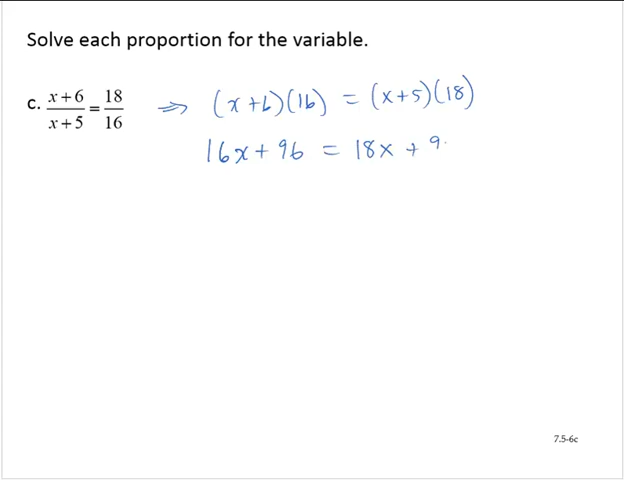 Solve each proportion for the variable.
c. x+6/x+5 = 18/16 ⇒ (x+6)(16) = (x+5)(18)
16x + 96 = 18x + 9
7.5-6c